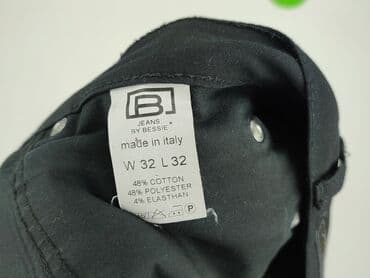 B
JEANS
BY BESSIE
made in italy
W 32 L 32
48% COTTON
48% POLYESTER
4% ELASTHAN
P